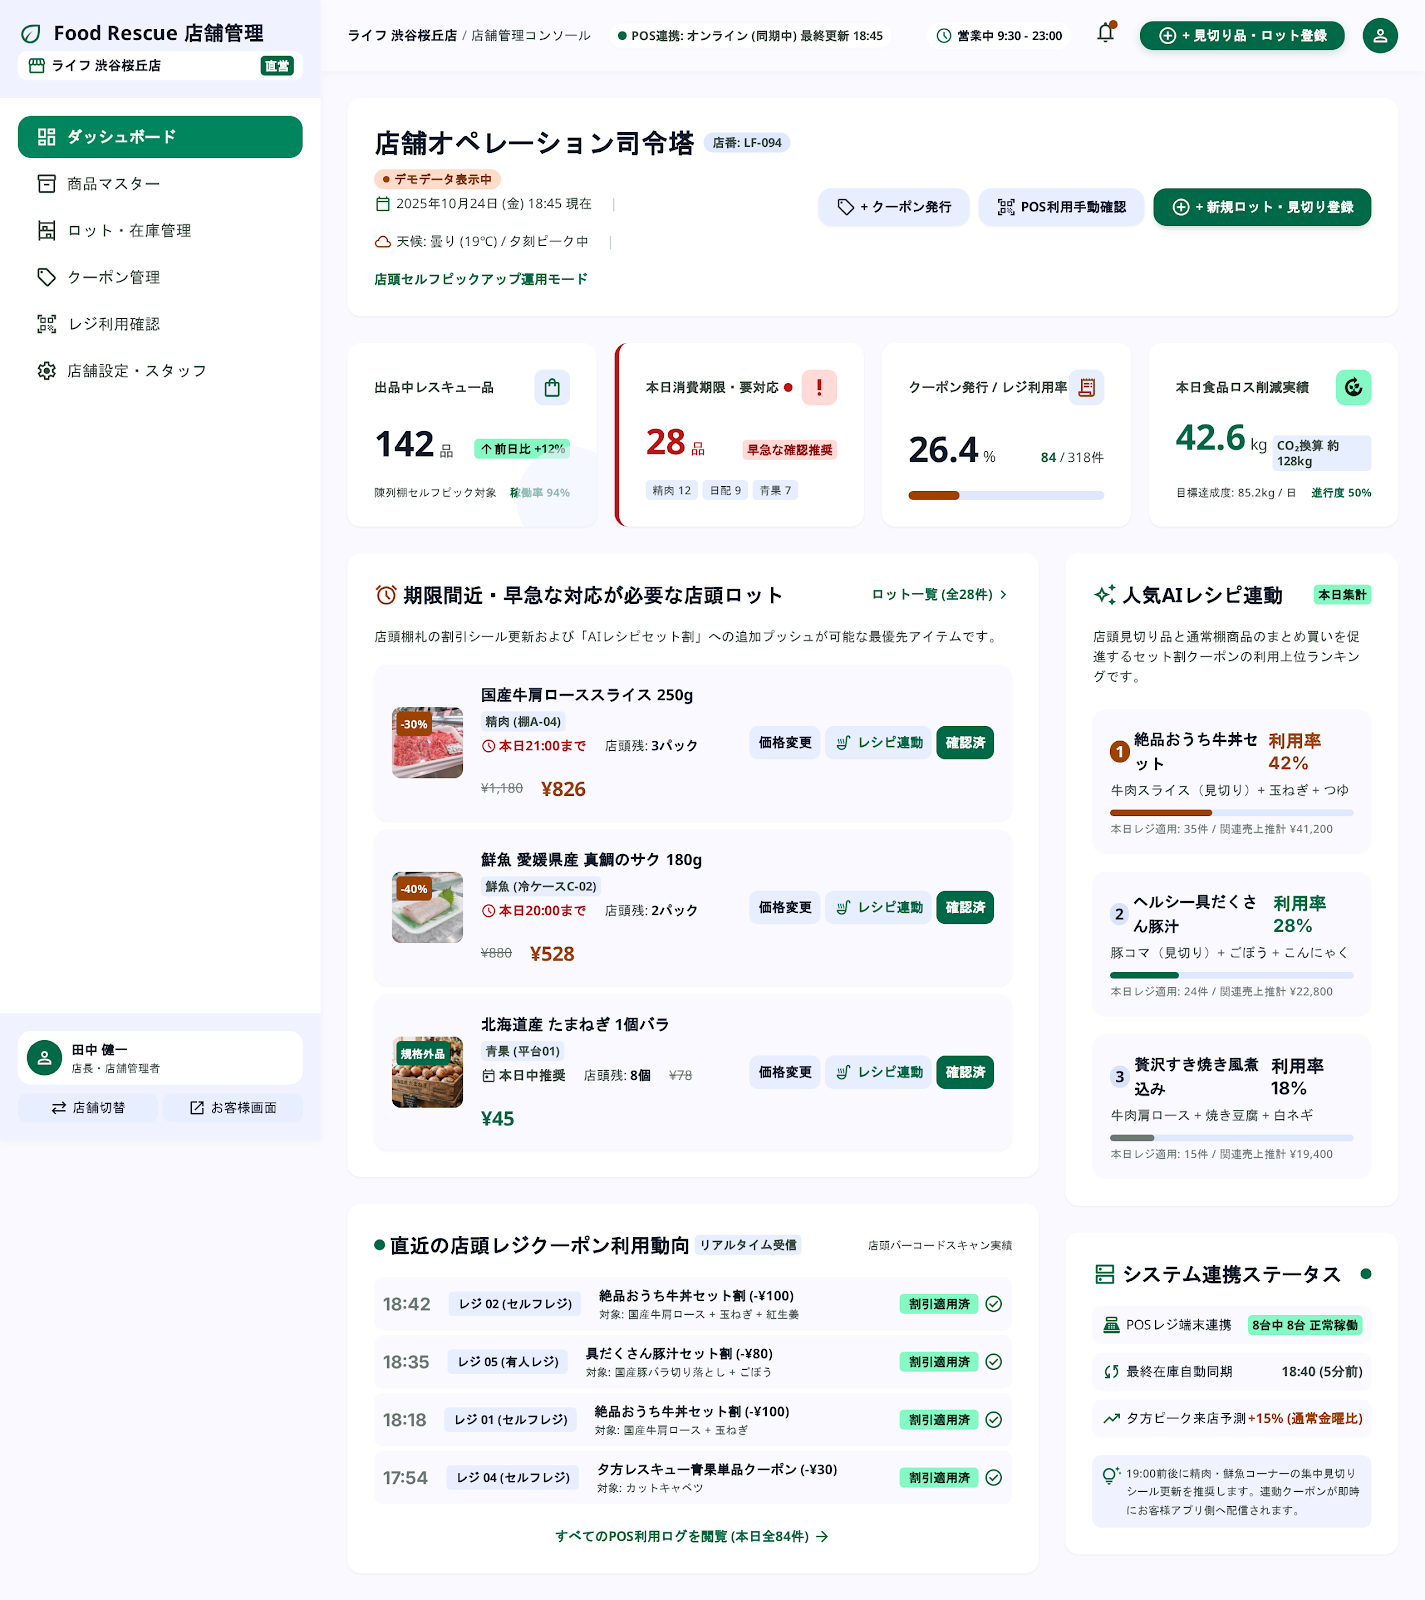 Food Rescue 店舗管理
ライフ 渋谷桜丘店
直営
ダッシュボード
商品マスター
ロット・在庫管理
クーポン管理
レジ利用確認
店舗設定・スタッフ
田中 健一
店長・店舗管理者
店舗切替
お客様画面
ライフ 渋谷桜丘店 / 店舗管理コンソール
POS連携: オンライン (同期中) 最終更新 18:45
営業中 9:30 - 23:00
+ 見切り品・ロット登録
店舗オペレーション司令塔
店番: LF-094
デモデータ表示中
2025年10月24日 (金) 18:45 現在 |
天候: 曇り (19℃) / 夕刻ピーク中 |
店頭セルフピックアップ運用モード
+ クーポン発行
POS利用手動確認
+ 新規ロット・見切り登録
出品中レスキュー品
142 品
前日比 +12%
陳列棚セルフピック対象
稼働率 94%
本日消費期限・要対応
28 品
早急な確認推奨
精肉 12
日配 9
青果 7
クーポン発行 / レジ利用率
26.4 %
84 / 318件
本日食品ロス削減実績
42.6 kg
CO₂換算 約
128kg
目標達成度: 85.2kg / 日
進行度 50%
期限間近・早急な対応が必要な店頭ロット
ロット一覧 (全28件)
店頭棚札の割引シール更新および「AIレシピセット割」への追加プッシュが可能な最優先アイテムです。
-30%
国産牛肩ローススライス 250g
精肉 (棚A-04)
本日21:00まで
店頭残: 3パック
¥1,180
¥826
価格変更
レシピ連動
確認済
-40%
鮮魚 愛媛県産 真鯛のサク 180g
鮮魚 (冷ケースC-02)
本日20:00まで
店頭残: 2パック
¥880
¥528
価格変更
レシピ連動
確認済
規格外品
北海道産 たまねぎ 1個バラ
青果 (平台01)
本日中推奨
店頭残: 8個
¥78
¥45
価格変更
レシピ連動
確認済
直近の店頭レジクーポン利用動向
リアルタイム受信
店頭バーコードスキャン実績
18:42
レジ 02 (セルフレジ)
絶品おうち牛丼セット割 (-¥100)
対象: 国産牛肩ロース + 玉ねぎ + 紅生姜
割引適用済
18:35
レジ 05 (有人レジ)
具だくさん豚汁セット割 (-¥80)
対象: 国産豚バラ切り落とし + ごぼう
割引適用済
18:18
レジ 01 (セルフレジ)
絶品おうち牛丼セット割 (-¥100)
対象: 国産牛肩ロース + 玉ねぎ
割引適用済
17:54
レジ 04 (セルフレジ)
夕方レスキュー青果単品クーポン (-¥30)
対象: カットキャベツ
割引適用済
すべてのPOS利用ログを閲覧 (本日全84件)
人気AIレシピ連動
本日集計
店頭見切り品と通常棚商品のまとめ買いを促
進するセット割クーポンの利用上位ランキン
グです。
1
絶品おうち牛丼セ
ット
利用率
42%
牛肉スライス（見切り）+ 玉ねぎ + つゆ
本日レジ適用: 35件 / 関連売上推計 ¥41,200
2
ヘルシー具だくさ
ん豚汁
利用率
28%
豚コマ（見切り）+ ごぼう + こんにゃく
本日レジ適用: 24件 / 関連売上推計 ¥22,800
3
贅沢すき焼き風煮
込み
利用率
18%
牛肉肩ロース + 焼き豆腐 + 白ネギ
本日レジ適用: 15件 / 関連売上推計 ¥19,400
システム連携ステータス
POSレジ端末連携
8台中 8台 正常稼働
最終在庫自動同期
18:40 (5分前)
夕方ピーク来店予測
+15% (通常金曜比)
19:00前後に精肉・鮮魚コーナーの集中見切り
シール更新を推奨します。連動クーポンが即時
にお客様アプリ側へ配信されます。